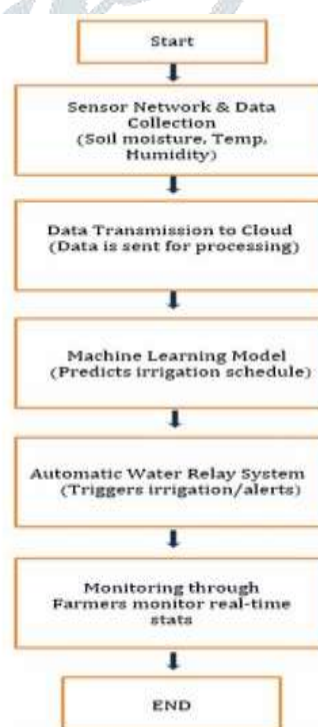 Start
Sensor Network & Data
Collection
(Soil moisture, Temp,
Humidity)
Data Transmission to Cloud
(Data is sent for processing)
Machine Learning Model
(Predicts irrigation schedule)
Automatic Water Relay System
(Triggers irrigation/alerts)
Monitoring through
Farmers monitor real-time
stats
END